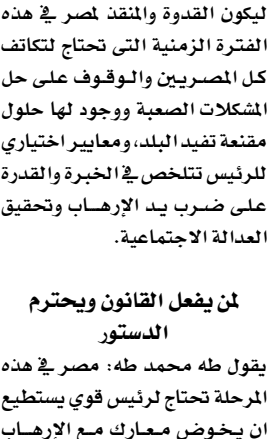 ليكون القدوة والمنقذ لمصر في هذه
الفترة الزمنية التى تحتاج لتكاتف
كل المصريين والوقوف على حل
المشكلات الصعبة ووجود لها حلول
مقنعة تفيد البلد، ومعايير اختياري
للرئيس تتلخص في الخبرة والقدرة
على ضرب يد الإرهاب وتحقيق
العدالة الاجتماعية.
لمن يفعل القانون ويحترم
الدستور
يقول طه محمد طه: مصر في هذه
المرحلة تحتاج لرئيس قوي يستطيع
ان يخوض معارك مع الإرهاب